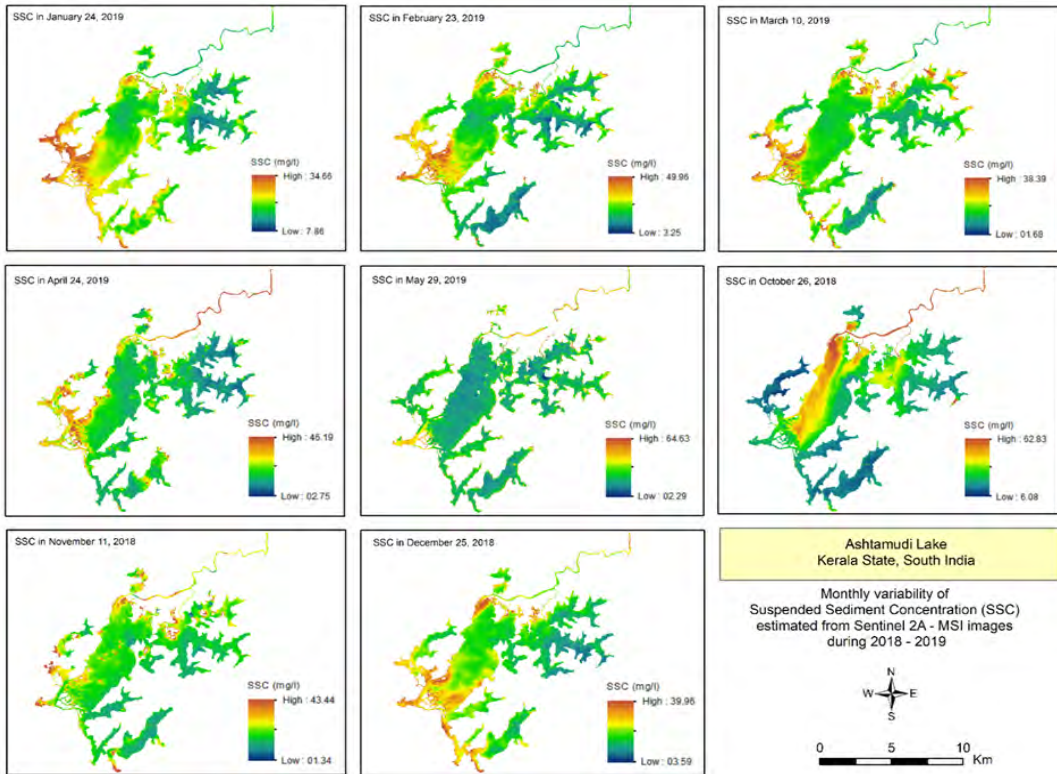 SSC in January 24, 2019
SSC (mg/l)
High : 34.66
Low : 7.86
SSC in February 23, 2019
SSC (mg/l)
High : 49.96
Low : 3.25
SSC in March 10, 2019
SSC (mg/l)
High : 38.39
Low : 01.68
SSC in April 24, 2019
SSC (mg/l)
High : 45.19
Low : 02.75
SSC in May 29, 2019
SSC (mg/l)
High : 64.63
Low : 02.29
SSC in October 26, 2018
SSC (mg/l)
High : 62.83
Low : 6.08
SSC in November 11, 2018
SSC (mg/l)
High : 43.44
Low : 01.34
SSC in December 25, 2018
SSC (mg/l)
High : 39.96
Low : 03.59
Ashtamudi Lake
Kerala State, South India
Monthly variability of
Suspended Sediment Concentration (SSC)
estimated from Sentinel 2A - MSI images
during 2018 - 2019
N
W E
S
0 5 10
Km